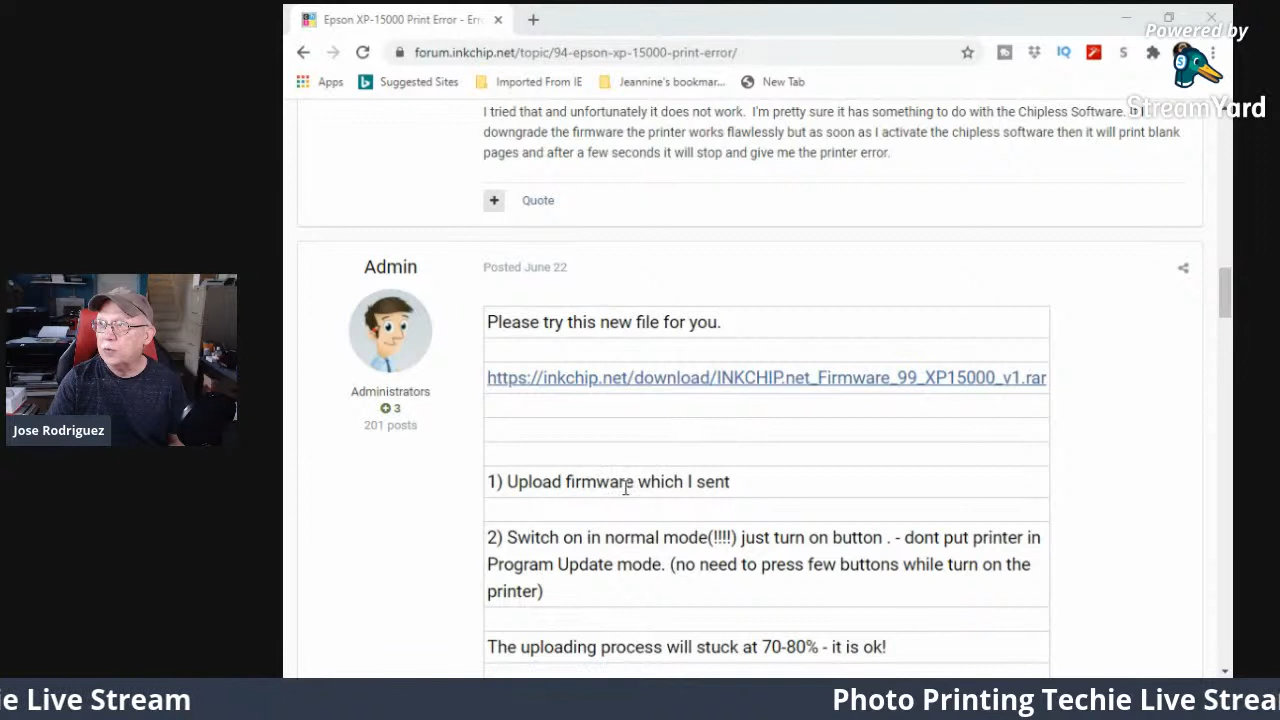 Epson XP-15000 Print Error - Err
Powered by
forum.inkchip.net/topic/94-epson-xp-15000-print-error/
IQ
S
Apps
Suggested Sites
Imported From IE
Jeannine's bookmar...
New Tab
StreamYard
I tried that and unfortunately it does not work. I'm pretty sure it has something to do with the Chipless Software.
downgrade the firmware the printer works flawlessly but as soon as I activate the chipless software then it will print blank
pages and after a few seconds it will stop and give me the printer error.
+ Quote
Admin
Posted June 22
Please try this new file for you.
https://inkchip.net/download/INKCHIP.net_Firmware_99_XP15000_v1.rar
Administrators
3
201 posts
Jose Rodriguez
1) Upload firmware which I sent
2) Switch on in normal mode(!!!!) just turn on button . - dont put printer in
Program Update mode. (no need to press few buttons while turn on the
printer)
The uploading process will stuck at 70-80% - it is ok!
ie Live Stream
Photo Printing Techie Live Strea